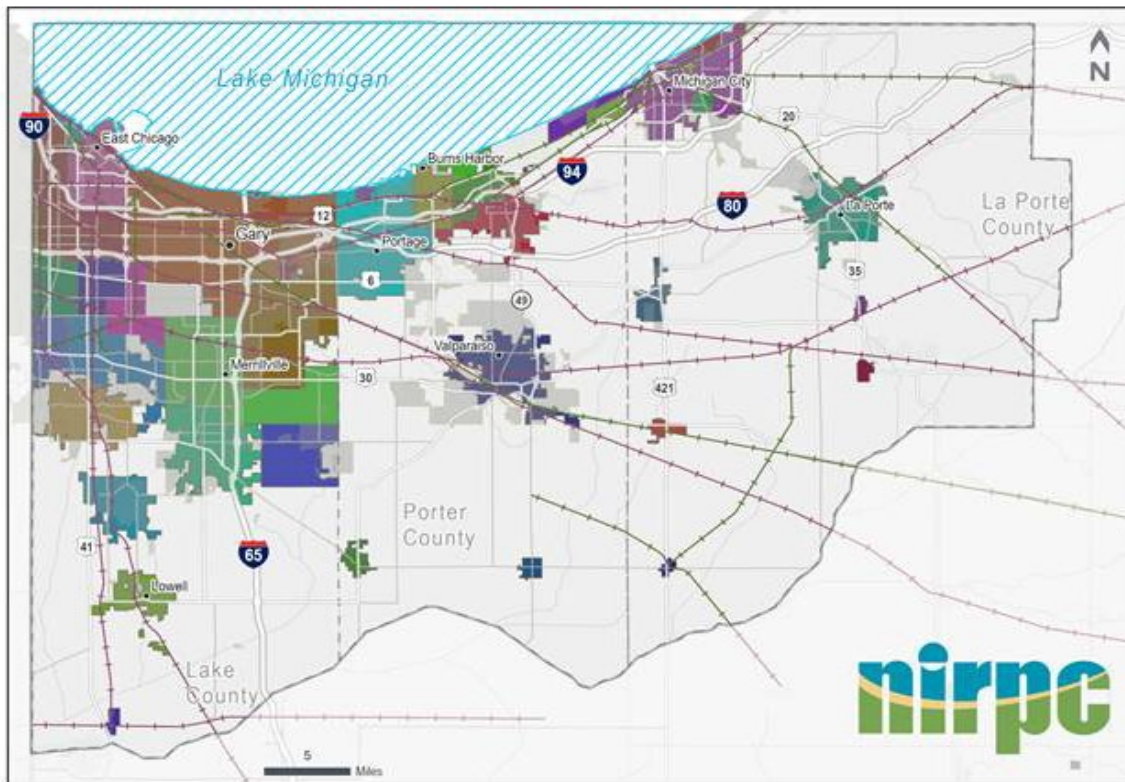 Lake Michigan
N
Michigan City
90
East Chicago
20
Burns Harbor
94
80
La Porte
La Porte
County
12
Gary
Portage
6
35
49
Valparaiso
Merrillville
30
421
Porter
County
41
65
Lowell
Lake
County
nirpc
5
Miles